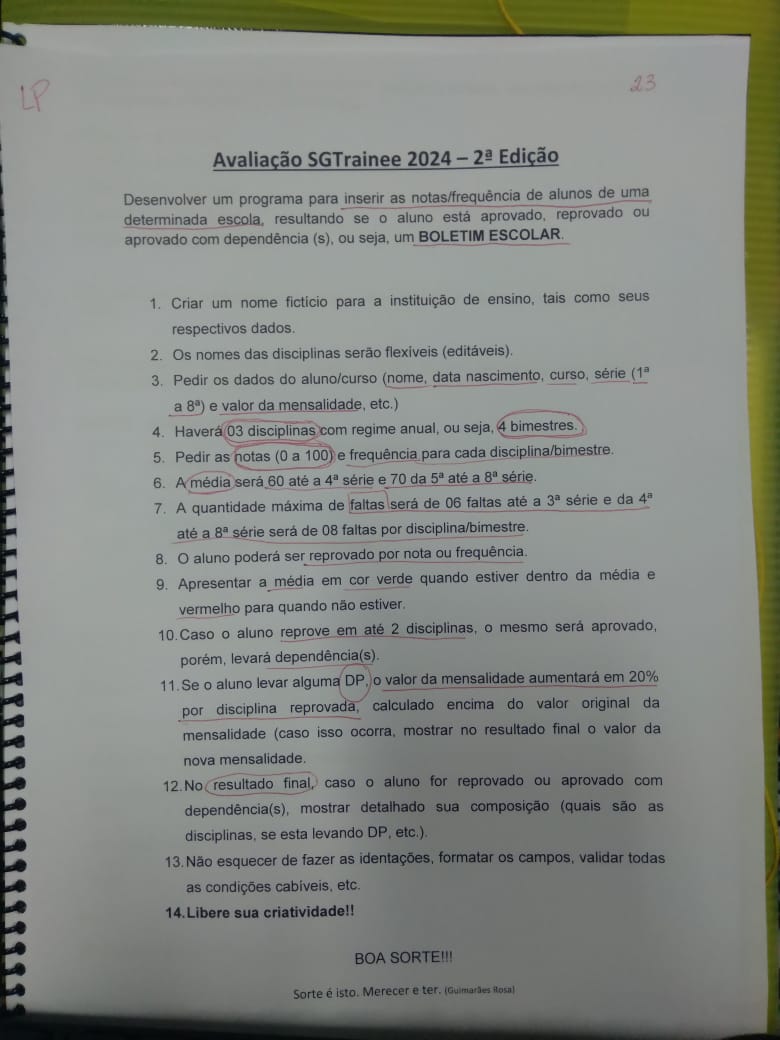 LP
23
Avaliação SGTrainee 2024 – 2ª Edição
Desenvolver um programa para inserir as notas/frequência de alunos de uma
determinada escola, resultando se o aluno está aprovado, reprovado ou
aprovado com dependência (s), ou seja, um BOLETIM ESCOLAR.
1. Criar um nome fictício para a instituição de ensino, tais como seus
respectivos dados.
2. Os nomes das disciplinas serão flexíveis (editáveis).
3. Pedir os dados do aluno/curso (nome, data nascimento, curso, série (1ª
a 8ª) e valor da mensalidade, etc.)
4. Haverá 03 disciplinas com regime anual, ou seja, 4 bimestres.
5. Pedir as notas (0 a 100) e frequência para cada disciplina/bimestre.
6. A média será 60 até a 4ª série e 70 da 5ª até a 8ª série.
7. A quantidade máxima de faltas será de 06 faltas até a 3ª série e da 4ª
até a 8ª série será de 08 faltas por disciplina/bimestre.
8. O aluno poderá ser reprovado por nota ou frequência.
9. Apresentar a média em cor verde quando estiver dentro da média e
vermelho para quando não estiver.
10. Caso o aluno reprove em até 2 disciplinas, o mesmo será aprovado,
porém, levará dependência(s).
11. Se o aluno levar alguma DP, o valor da mensalidade aumentará em 20%
por disciplina reprovada, calculado encima do valor original da
mensalidade (caso isso ocorra, mostrar no resultado final o valor da
nova mensalidade.
12. No resultado final, caso o aluno for reprovado ou aprovado com
dependência(s), mostrar detalhado sua composição (quais são as
disciplinas, se esta levando DP, etc.).
13. Não esquecer de fazer as identações, formatar os campos, validar todas
as condições cabíveis, etc.
14. Libere sua criatividade!!
BOA SORTE!!!
Sorte é isto. Merecer e ter. (Guimarães Rosa)